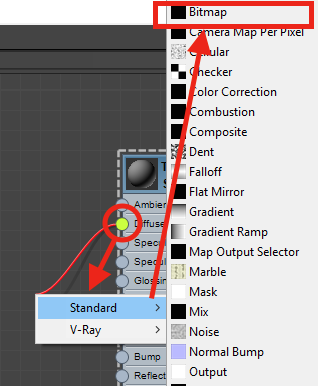 Bitmap
Camera Map Per Pixel
Cellular
Checker
Color Correction
Combustion
Composite
Dent
Falloff
Flat Mirror
Gradient
Gradient Ramp
Map Output Selector
Marble
Mask
Mix
Noise
Normal Bump
Output
Ambien
Diffuse
Specu
Specul
Glossin
Standard
V-Ray
Bump
Reflect